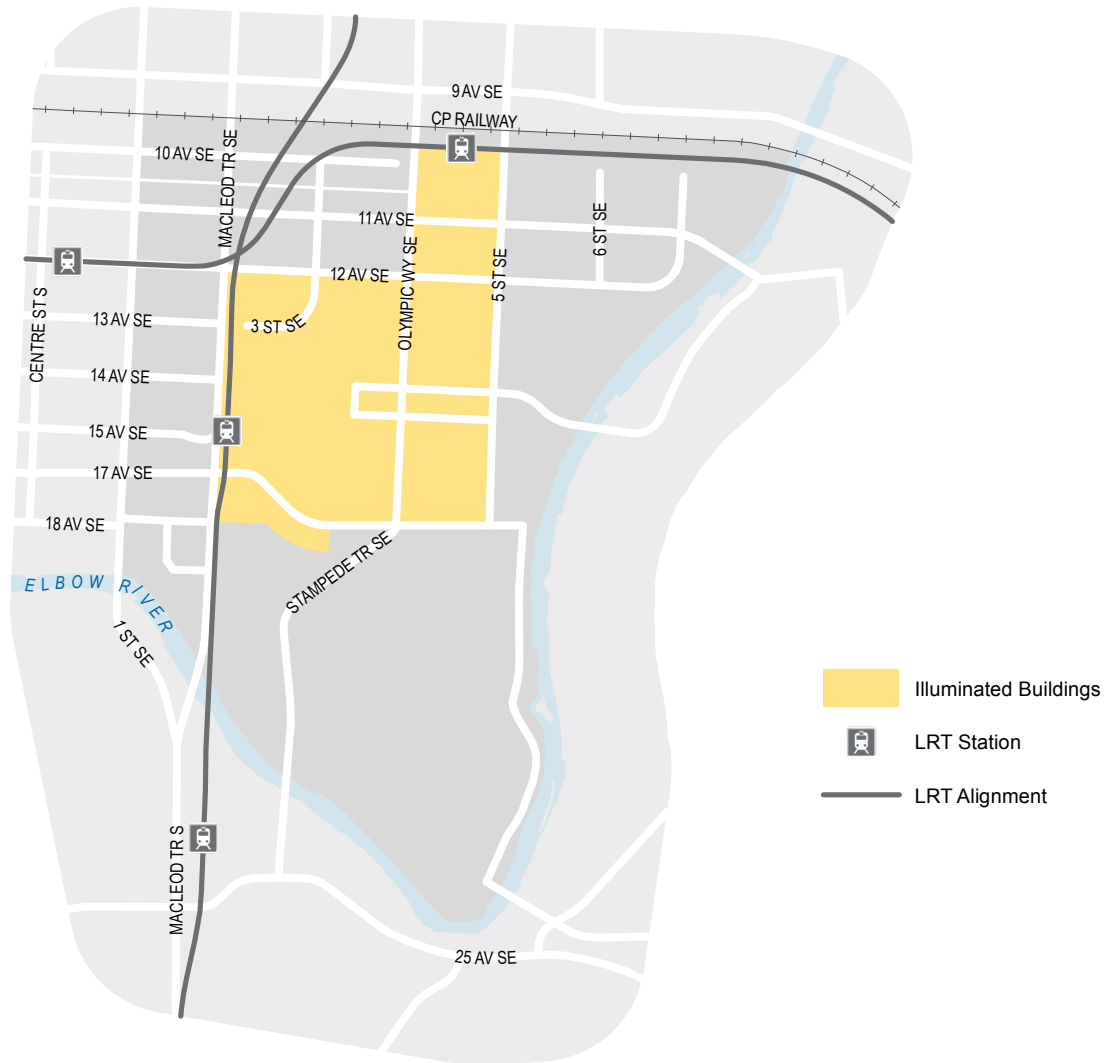 9 AV SE
CP RAILWAY
MACLEOD TR SE
10 AV SE
11 AV SE
6 ST SE
12 AV SE
OLYMPIC WY SE
5 ST SE
CENTRE ST S
13 AV SE
3 ST SE
14 AV SE
15 AV SE
17 AV SE
18 AV SE
STAMPEDE TR SE
ELBOW RIVER
1 ST SE
MACLEOD TR S
25 AV SE
Illuminated Buildings
LRT Station
LRT Alignment